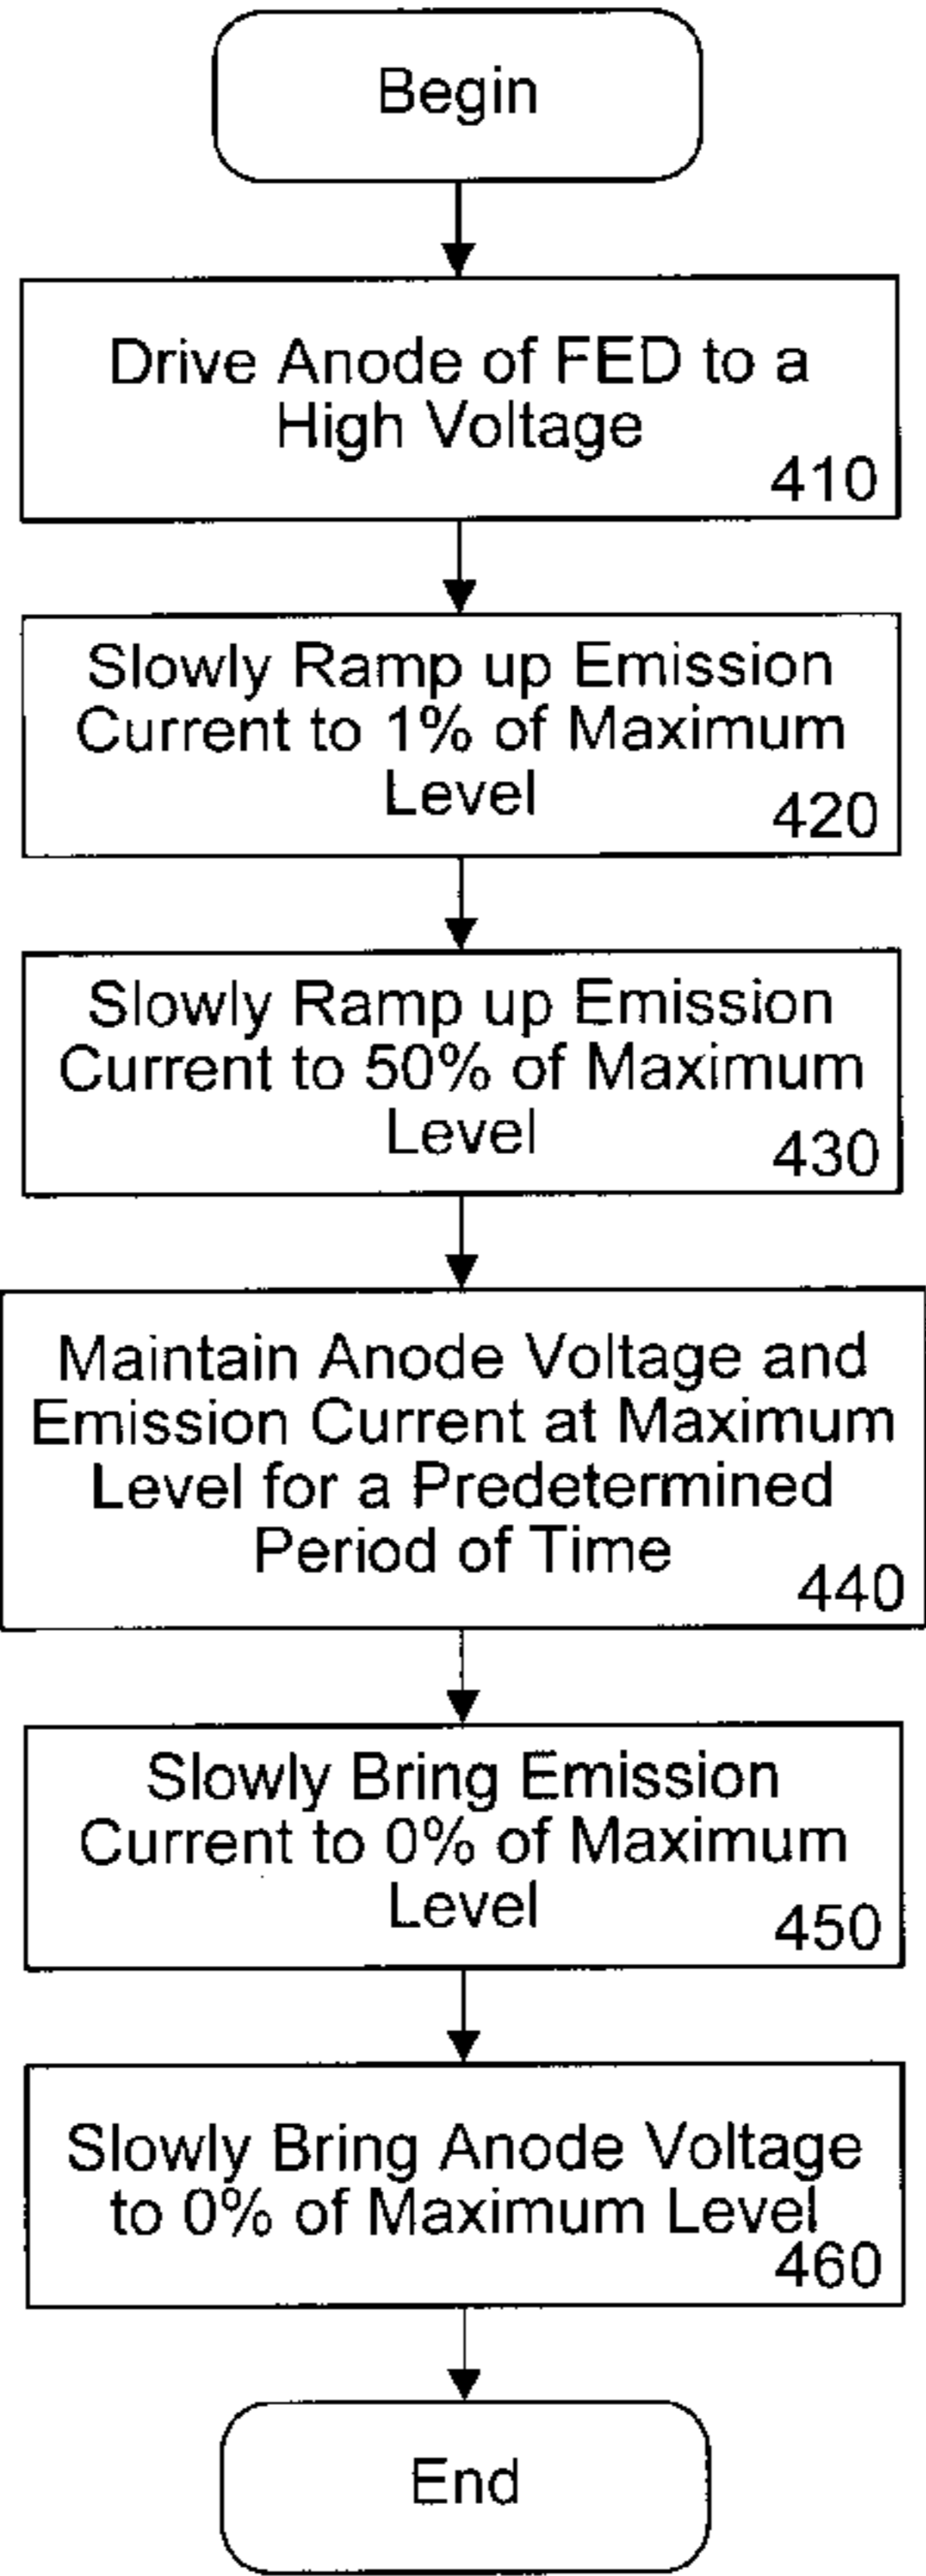 Begin
Drive Anode of FED to a
High Voltage
410
Slowly Ramp up Emission
Current to 1% of Maximum
Level
420
Slowly Ramp up Emission
Current to 50% of Maximum
Level
430
Maintain Anode Voltage and
Emission Current at Maximum
Level for a Predetermined
Period of Time
440
Slowly Bring Emission
Current to 0% of Maximum
Level
450
Slowly Bring Anode Voltage
to 0% of Maximum Level
460
End